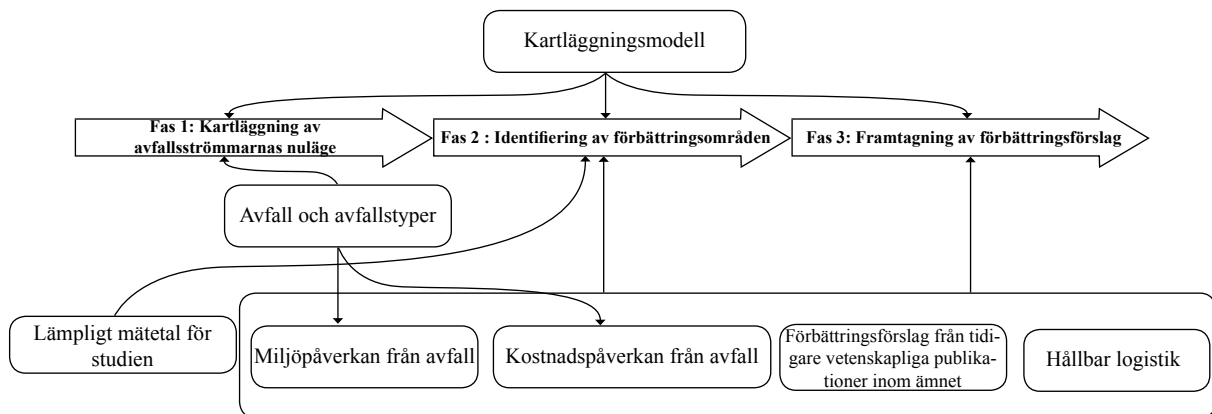 Kartläggningsmodell
Fas 1: Kartläggning av
avfallsströmmarnas nuläge
Fas 2 : Identifiering av förbättringsområden
Fas 3: Framtagning av förbättringsförslag
Avfall och avfallstyper
Lämpligt mätetal för
studien
Miljöpåverkan från avfall
Kostnadspåverkan från avfall
Förbättringsförslag från tidi-
gare vetenskapliga publika-
tioner inom ämnet
Hållbar logistik